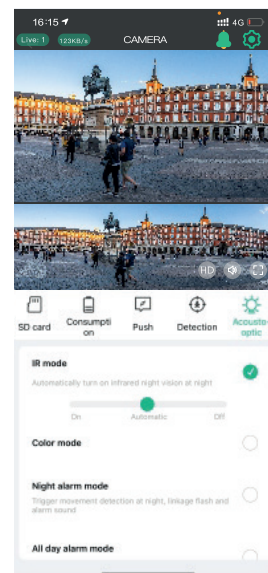 16:15
4G
Live: 1
123KB/s
CAMERA
HD
SD card
Consumpti
on
Push
Detection
Acousto-
optic
IR mode
Automatically turn on infrared night vision at night
On
Automatic
Off
Color mode
Night alarm mode
Trigger movement detection at night, linkage flash and
alarm sound
All day alarm mode